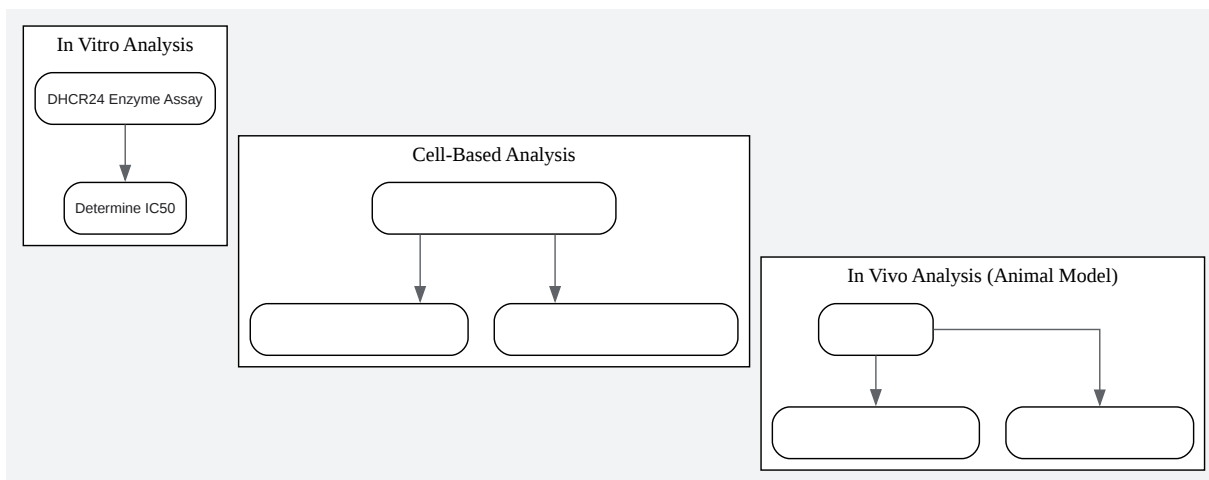 In Vitro Analysis
DHCR24 Enzyme Assay
Determine IC50
Cell-Based Analysis
In Vivo Analysis (Animal Model)